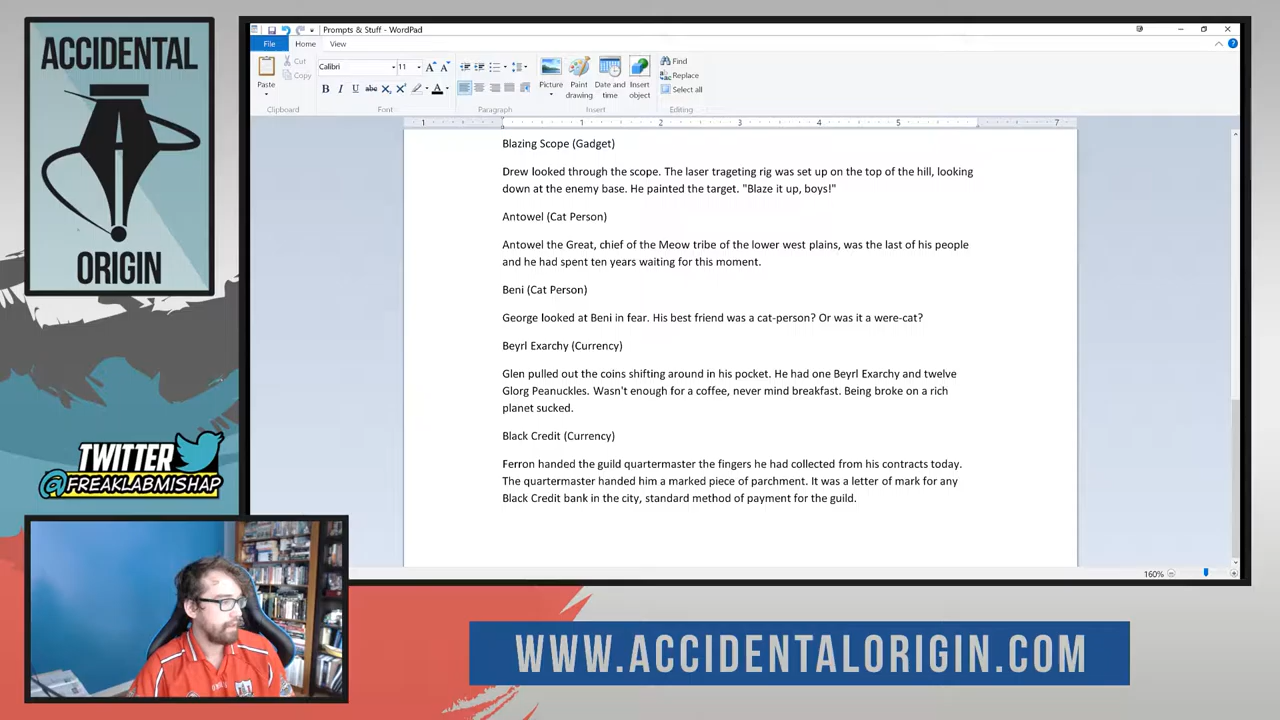 ACCIDENTAL
ORIGIN
TWITTER
@FREAKLABMISHAP
Prompts & Stuff - WordPad
File
Home
View
Paste
Cut
Copy
Clipboard
Calibri
11
Font
Paragraph
Picture
Paint
drawing
Date and
time
Insert
object
Insert
Find
Replace
Select all
Editing
1 1 2 3 4 5 7
Blazing Scope (Gadget)
Drew looked through the scope. The laser trageting rig was set up on the top of the hill, looking
down at the enemy base. He painted the target. "Blaze it up, boys!"
Antowel (Cat Person)
Antowel the Great, chief of the Meow tribe of the lower west plains, was the last of his people
and he had spent ten years waiting for this moment.
Beni (Cat Person)
George looked at Beni in fear. His best friend was a cat-person? Or was it a were-cat?
Beyrl Exarchy (Currency)
Glen pulled out the coins shifting around in his pocket. He had one Beyrl Exarchy and twelve
Glorg Peanuckles. Wasn't enough for a coffee, never mind breakfast. Being broke on a rich
planet sucked.
Black Credit (Currency)
Ferron handed the guild quartermaster the fingers he had collected from his contracts today.
The quartermaster handed him a marked piece of parchment. It was a letter of mark for any
Black Credit bank in the city, standard method of payment for the guild.
160%
WWW.ACCIDENTALORIGIN.COM